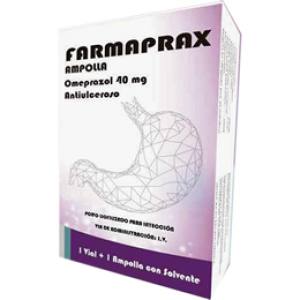 FARMAPRAX
AMPOLLA
Omeprazol 40 mg
Antiulceroso
POLVO LIOFILIZADO PARA INYECCIÓN
VIA DE ADMINISTRACIÓN: I.V.
1 Vial + 1 Ampolla con Solvente